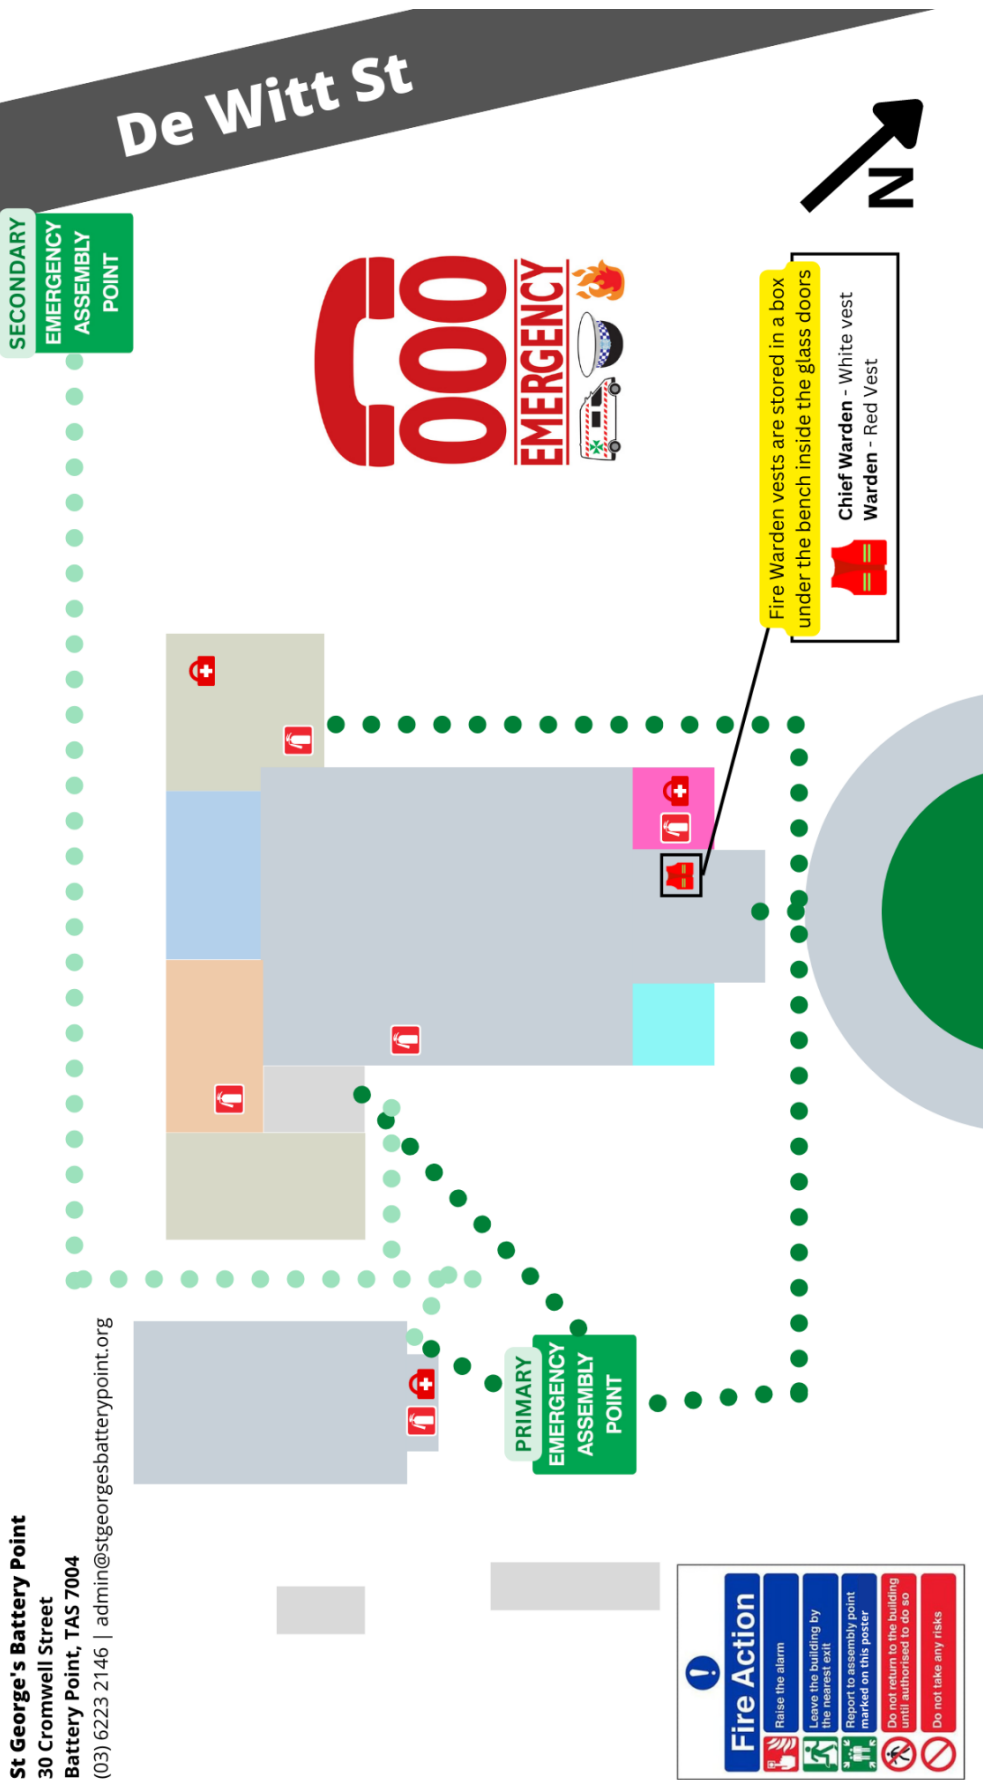 De Witt St
N
SECONDARY
EMERGENCY
ASSEMBLY
POINT
000
EMERGENCY
Fire Warden vests are stored in a box
under the bench inside the glass doors
Chief Warden - White vest
Warden - Red Vest
PRIMARY
EMERGENCY
ASSEMBLY
POINT
St George's Battery Point
30 Cromwell Street
Battery Point, TAS 7004
(03) 6223 2146 | admin@stgeorgesbatterypoint.org
!
Fire Action
Raise the alarm
Leave the building by
the nearest exit
Report to assembly point
marked on this poster
Do not return to the building
until authorised to do so
Do not take any risks